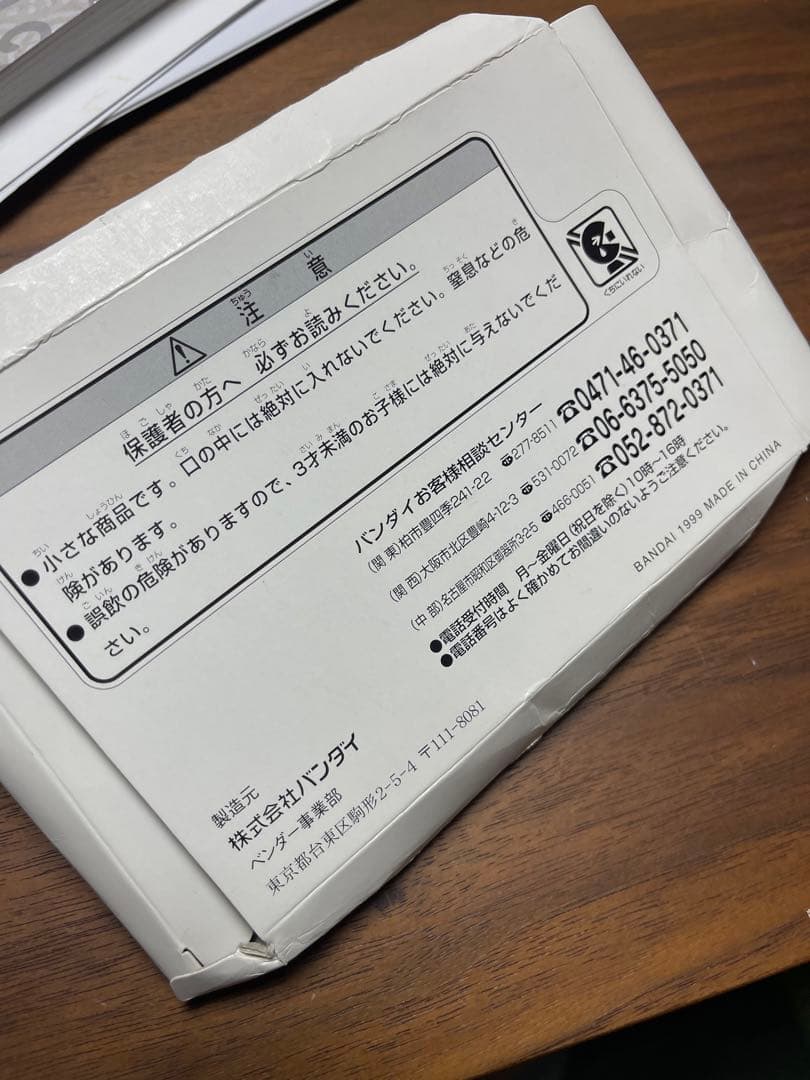 注意
保護者の方へ 必ずお読みください。
●小さな商品です。口の中には絶対に入れないでください。窒息などの危
険があります。
●誤飲の危険がありますので、3才未満のお子様には絶対に与えないでくだ
さい。
くちにいれない
バンダイお客様相談センター
(関東)柏市豊四季241-22 〒277-8511 ☎0471-46-0371
(関西)大阪市北区豊崎4-12-3 〒531-0072 ☎06-6375-5050
(中部)名古屋市昭和区御器所3-2-5 〒466-0051 ☎052-872-0371
●電話受付時間 月~金曜日(祝日を除く)10時~16時
●電話番号はよく確かめてお間違いのないようご注意ください。
BANDAI 1999 MADE IN CHINA
製造元
株式会社バンダイ
ベンダー事業部
東京都台東区駒形2-5-4 〒111-8081